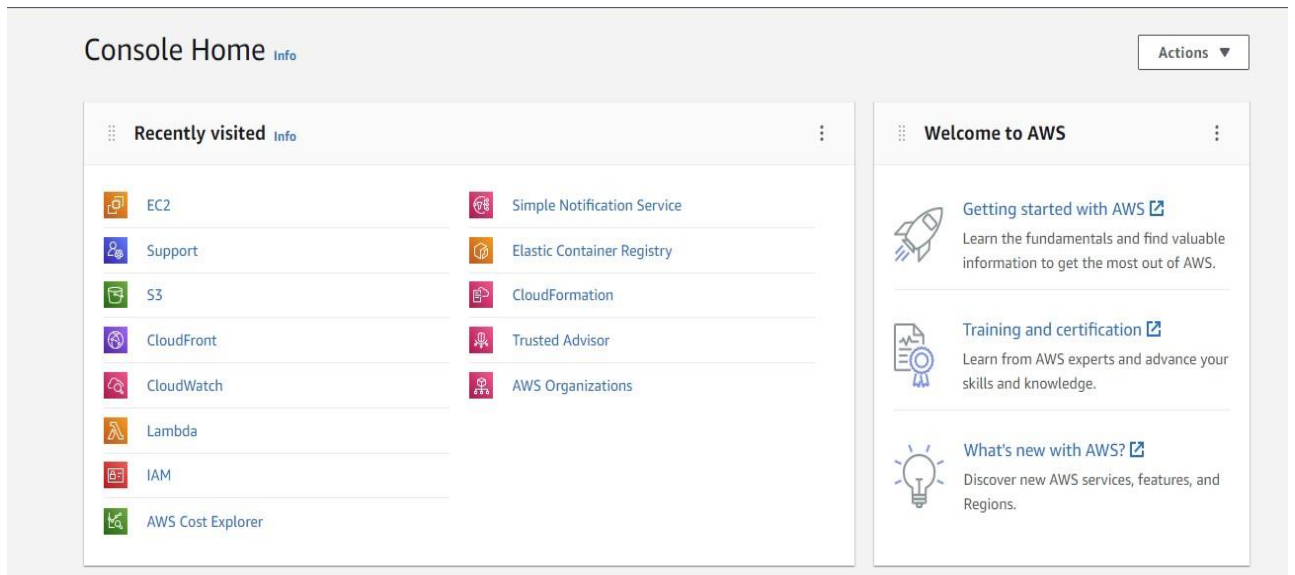 Console Home Info
Actions
Recently visited Info
EC2
Support
S3
CloudFront
CloudWatch
Lambda
IAM
AWS Cost Explorer
Simple Notification Service
Elastic Container Registry
CloudFormation
Trusted Advisor
AWS Organizations
Welcome to AWS
Getting started with AWS
Learn the fundamentals and find valuable
information to get the most out of AWS.
Training and certification
Learn from AWS experts and advance your
skills and knowledge.
What's new with AWS?
Discover new AWS services, features, and
Regions.